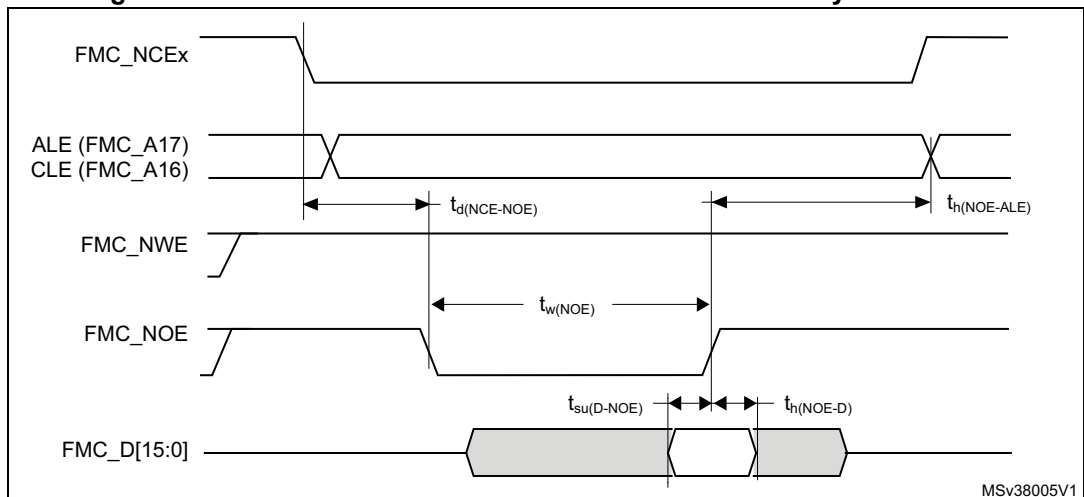 FMC_NCEx
ALE (FMC_A17)
CLE (FMC_A16)
td(NCE-NOE)
th(NOE-ALE)
FMC_NWE
tw(NOE)
FMC_NOE
tsu(D-NOE)
th(NOE-D)
FMC_D[15:0]
MSv38005V1